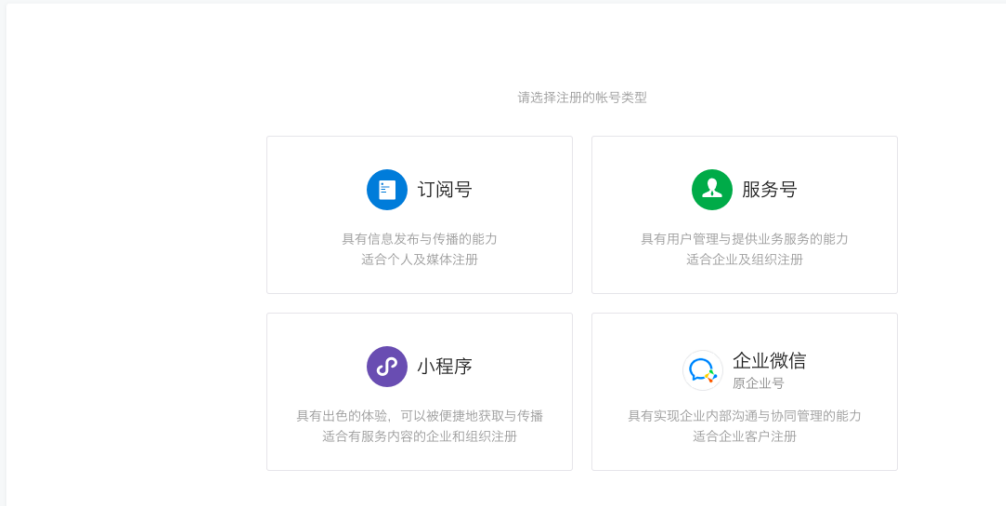 请选择注册的帐号类型
订阅号
具有信息发布与传播的能力
适合个人及媒体注册
服务号
具有用户管理与提供业务服务的能力
适合企业及组织注册
小程序
具有出色的体验，可以被便捷地获取与传播
适合有服务内容的企业和组织注册
企业微信
原企业号
具有实现企业内部沟通与协同管理的能力
适合企业客户注册